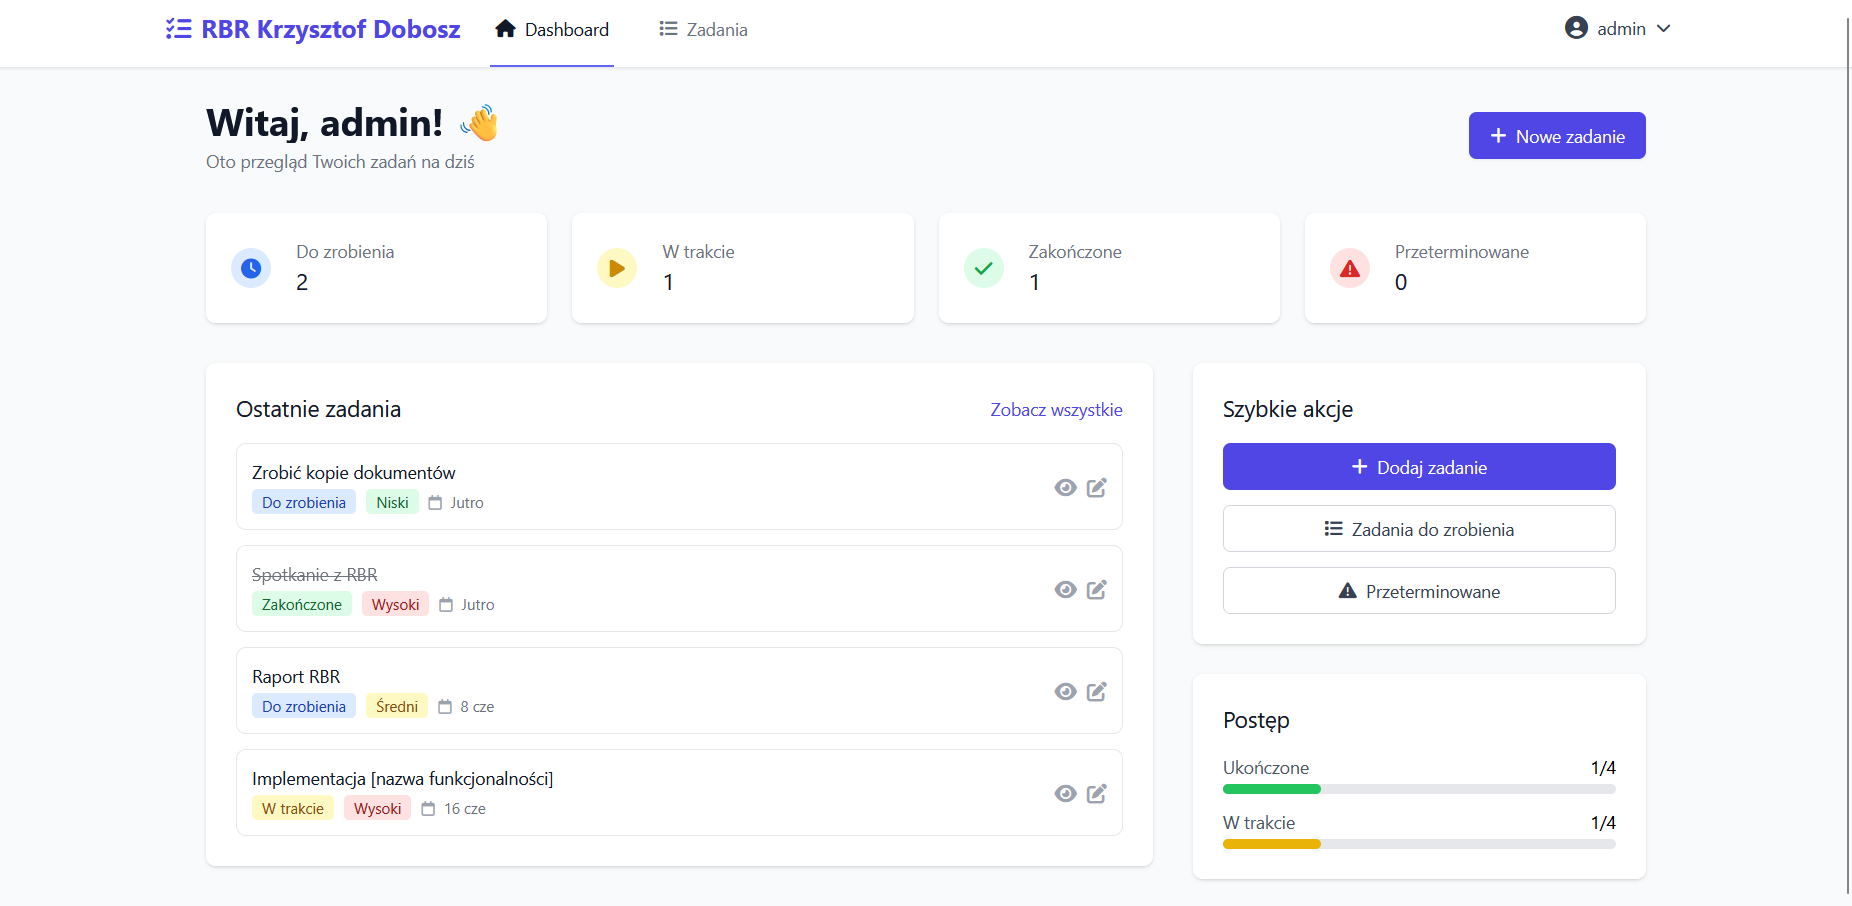 RBR Krzysztof Dobosz
Dashboard
Zadania
admin
Witaj, admin!
Oto przegląd Twoich zadań na dziś
Nowe zadanie
Do zrobienia
2
W trakcie
1
Zakończone
1
Przeterminowane
0
Ostatnie zadania
Zobacz wszystkie
Zrobić kopie dokumentów
Do zrobienia Niski Jutro
Spotkanie z RBR
Zakończone Wysoki Jutro
Raport RBR
Do zrobienia Średni 8 cze
Implementacja [nazwa funkcjonalności]
W trakcie Wysoki 16 cze
Szybkie akcje
Dodaj zadanie
Zadania do zrobienia
Przeterminowane
Postęp
Ukończone 1/4
W trakcie 1/4